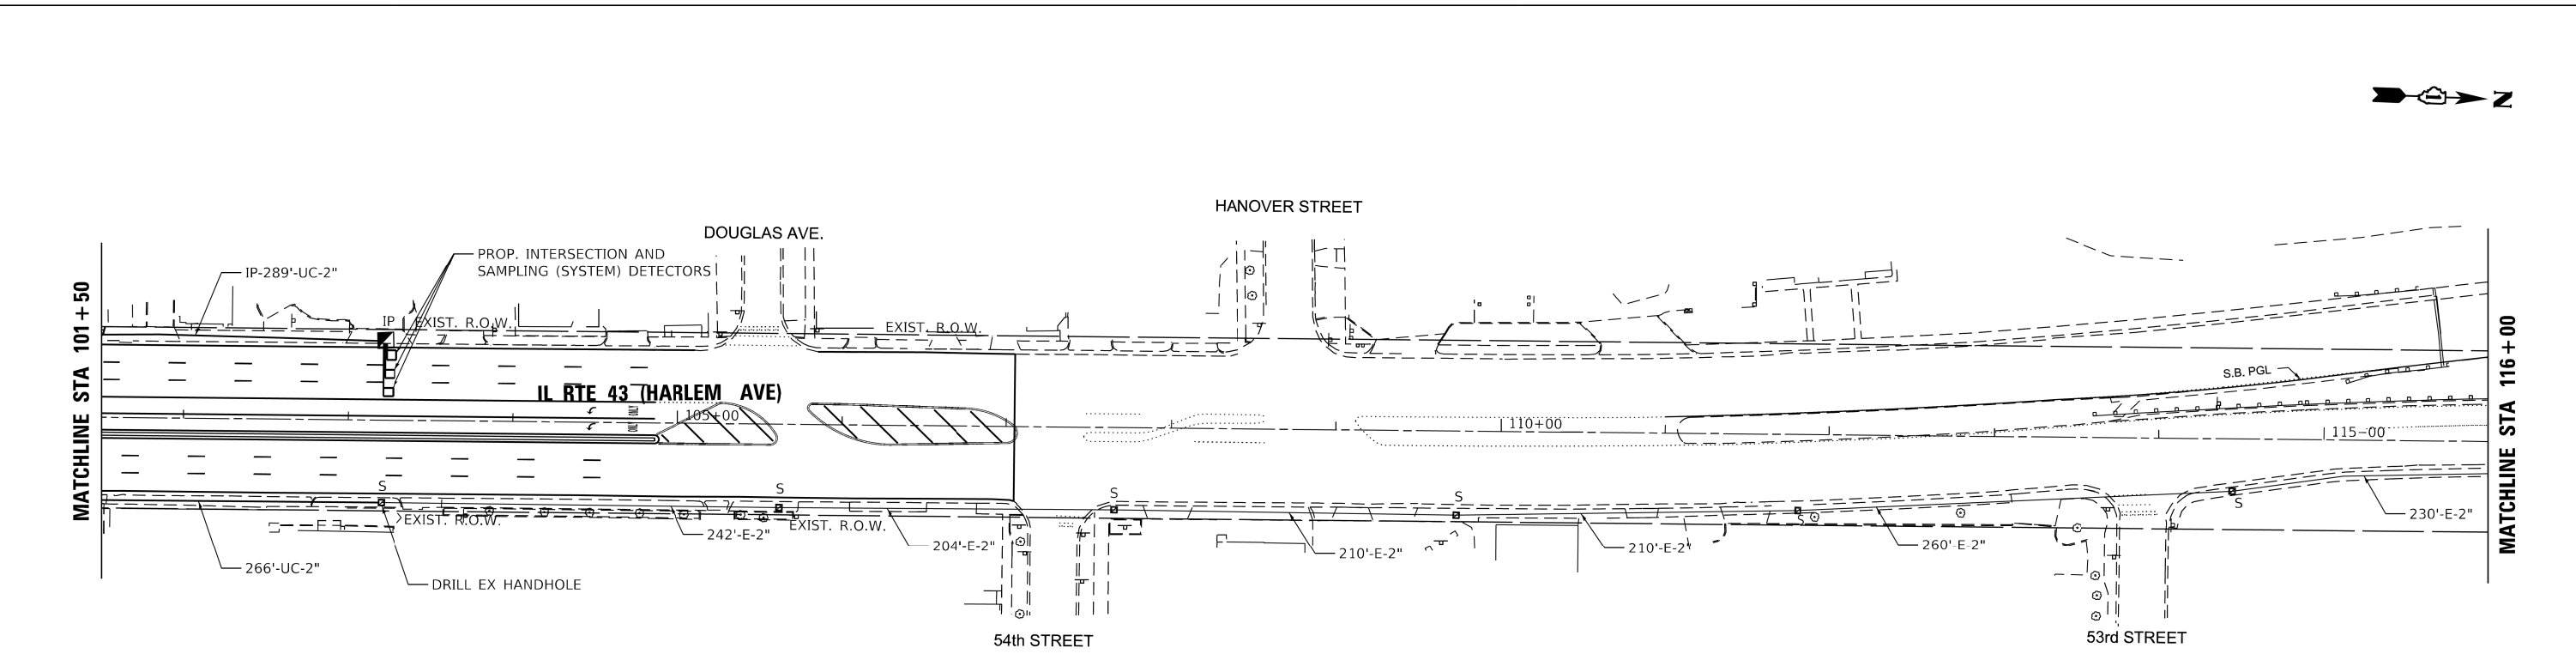 N
HANOVER STREET
DOUGLAS AVE.
PROP. INTERSECTION AND
SAMPLING (SYSTEM) DETECTORS
IP-289'-UC-2"
MATCHLINE STA 101+50
IP
EXIST. R.O.W.
EXIST. R.O.W.
IL RTE 43 (HARLEM AVE)
ONLY
ONLY
105+00
110+00
115+00
S.B. PGL
MATCHLINE STA 116+00
S
S
S
S
S
S
EXIST. R.O.W.
EXIST. R.O.W.
266'-UC-2"
DRILL EX HANDHOLE
242'-E-2"
204'-E-2"
210'-E-2"
210'-E-2"
260'-E-2"
230'-E-2"
54th STREET
53rd STREET